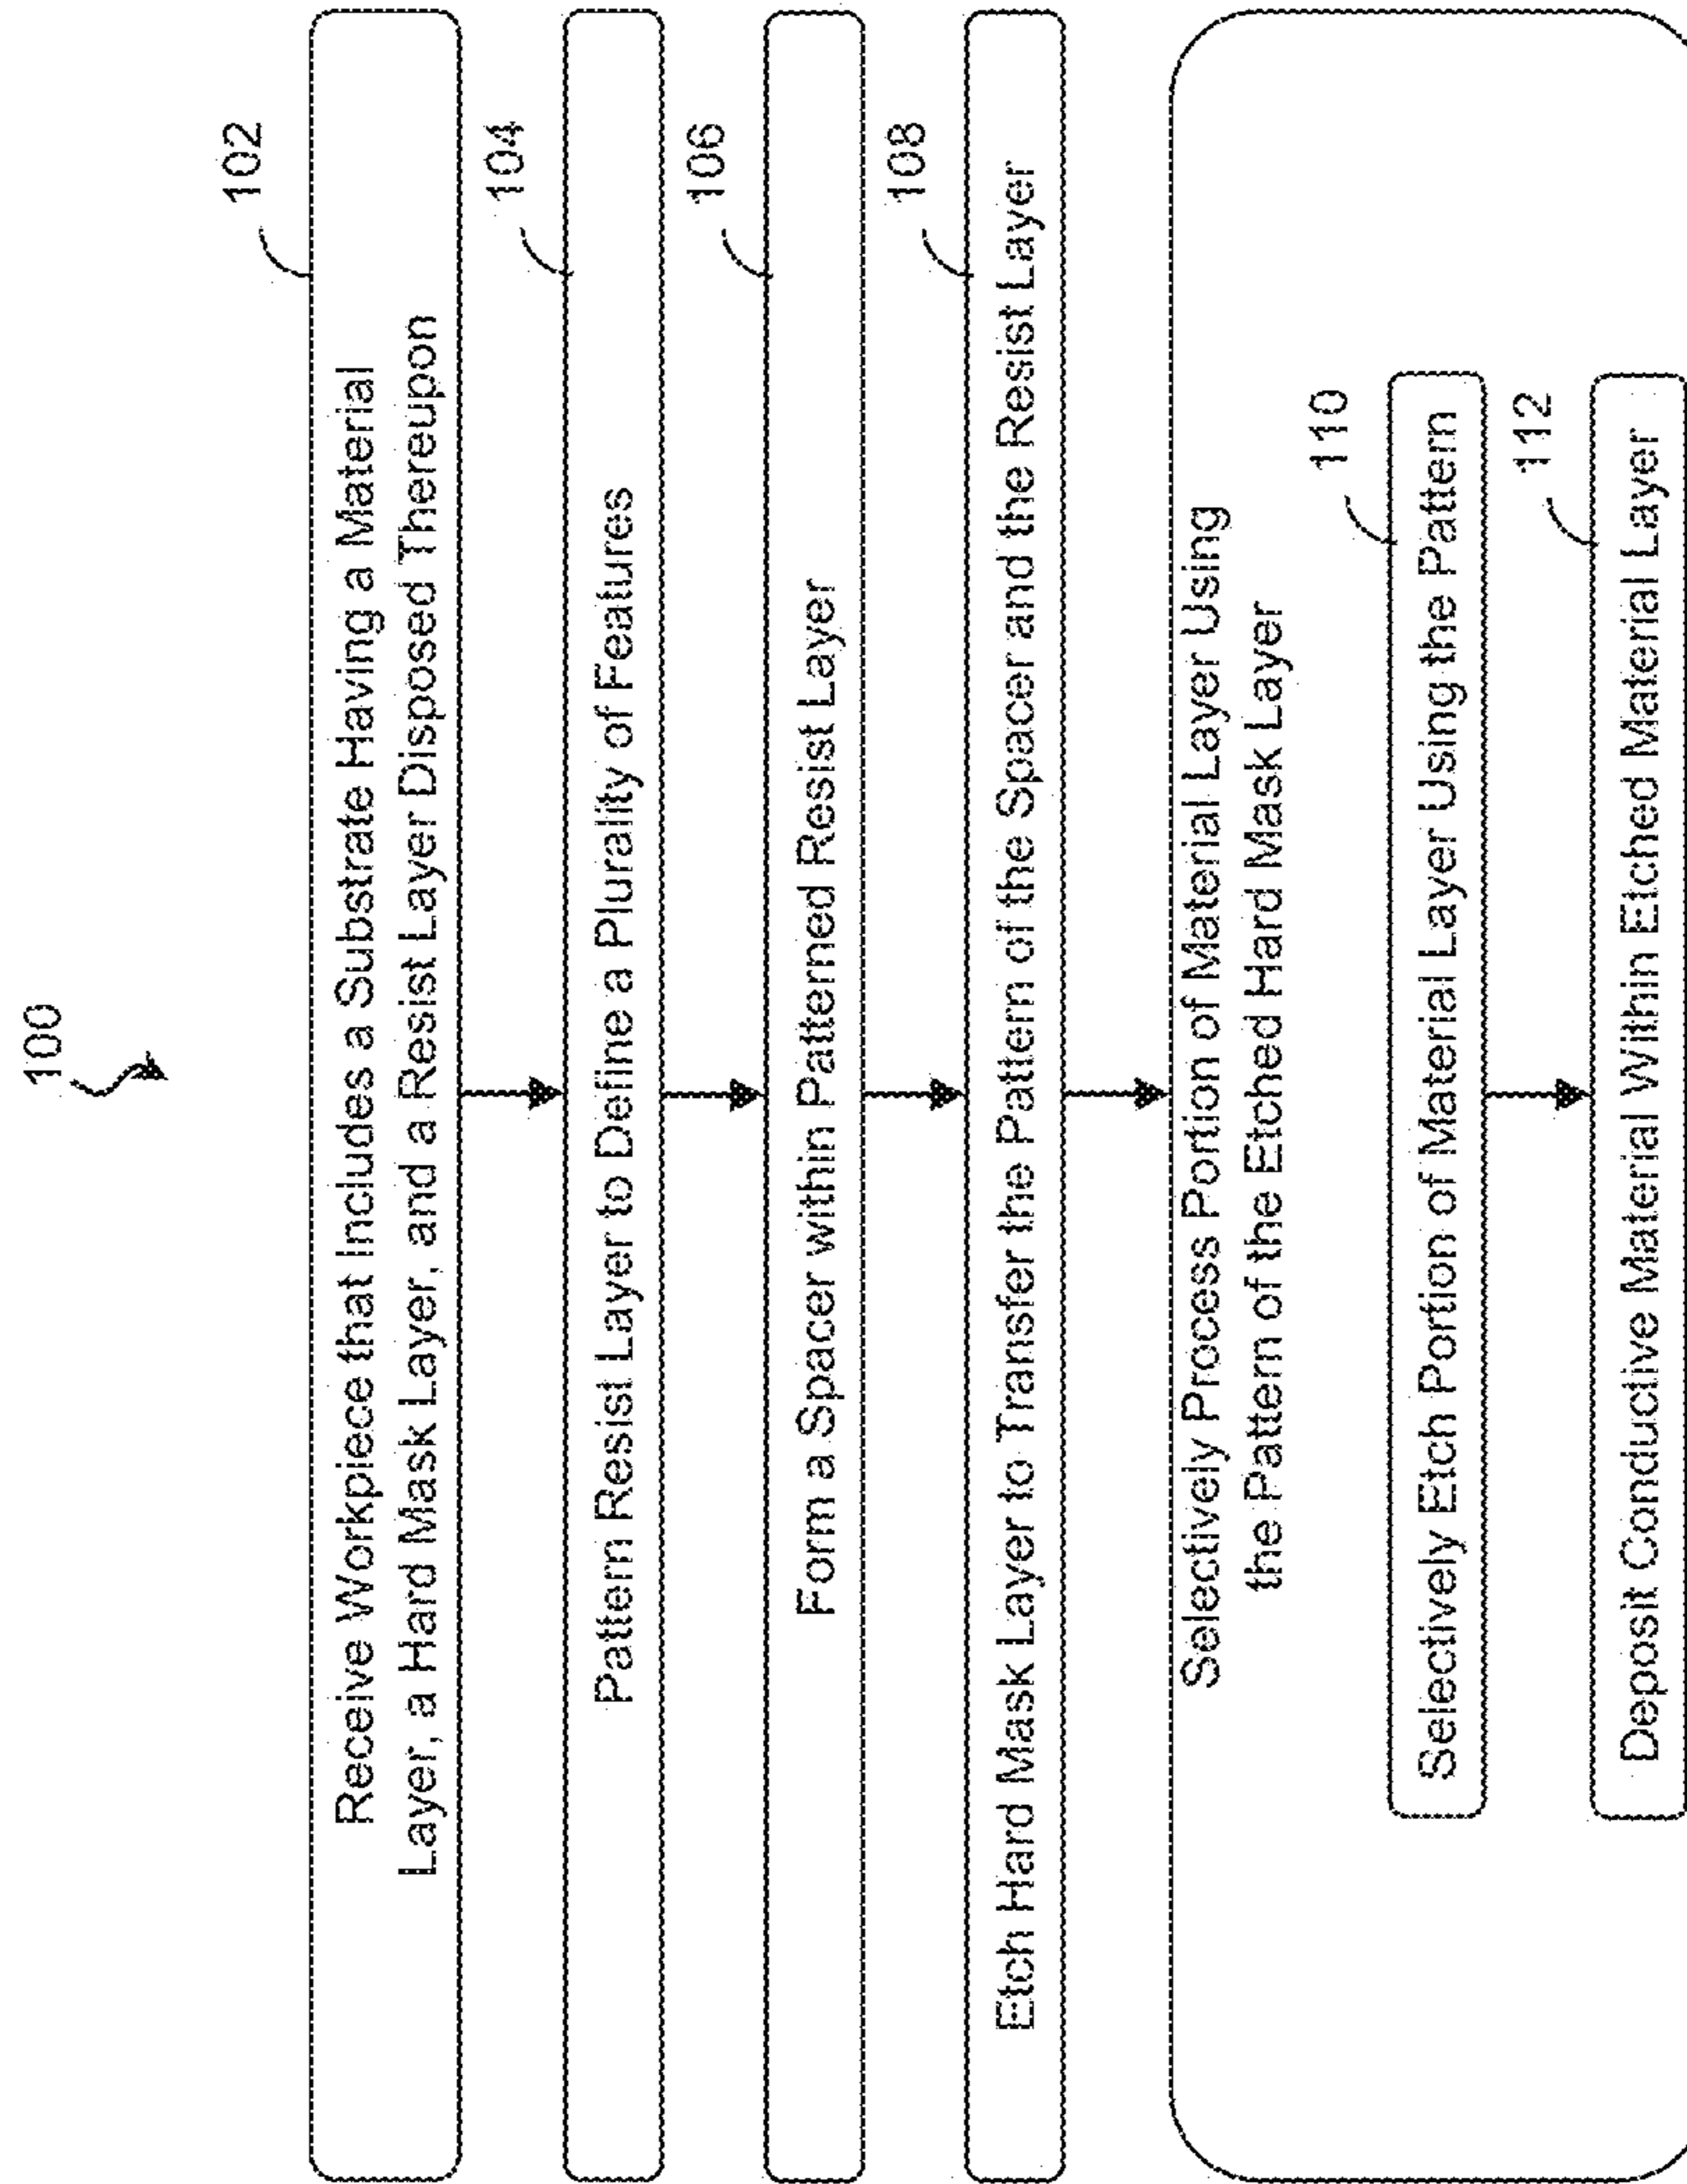 100
102
Receive Workpiece that Includes a Substrate Having a Material
Layer, a Hard Mask Layer, and a Resist Layer Disposed Thereupon
104
Pattern Resist Layer to Define a Plurality of Features
106
Form a Spacer within Patterned Resist Layer
108
Etch Hard Mask Layer to Transfer the Pattern of the Spacer and the Resist Layer
Selectively Process Portion of Material Layer Using
the Pattern of the Etched Hard Mask Layer
110
Selectively Etch Portion of Material Layer Using the Pattern
112
Deposit Conductive Material Within Etched Material Layer